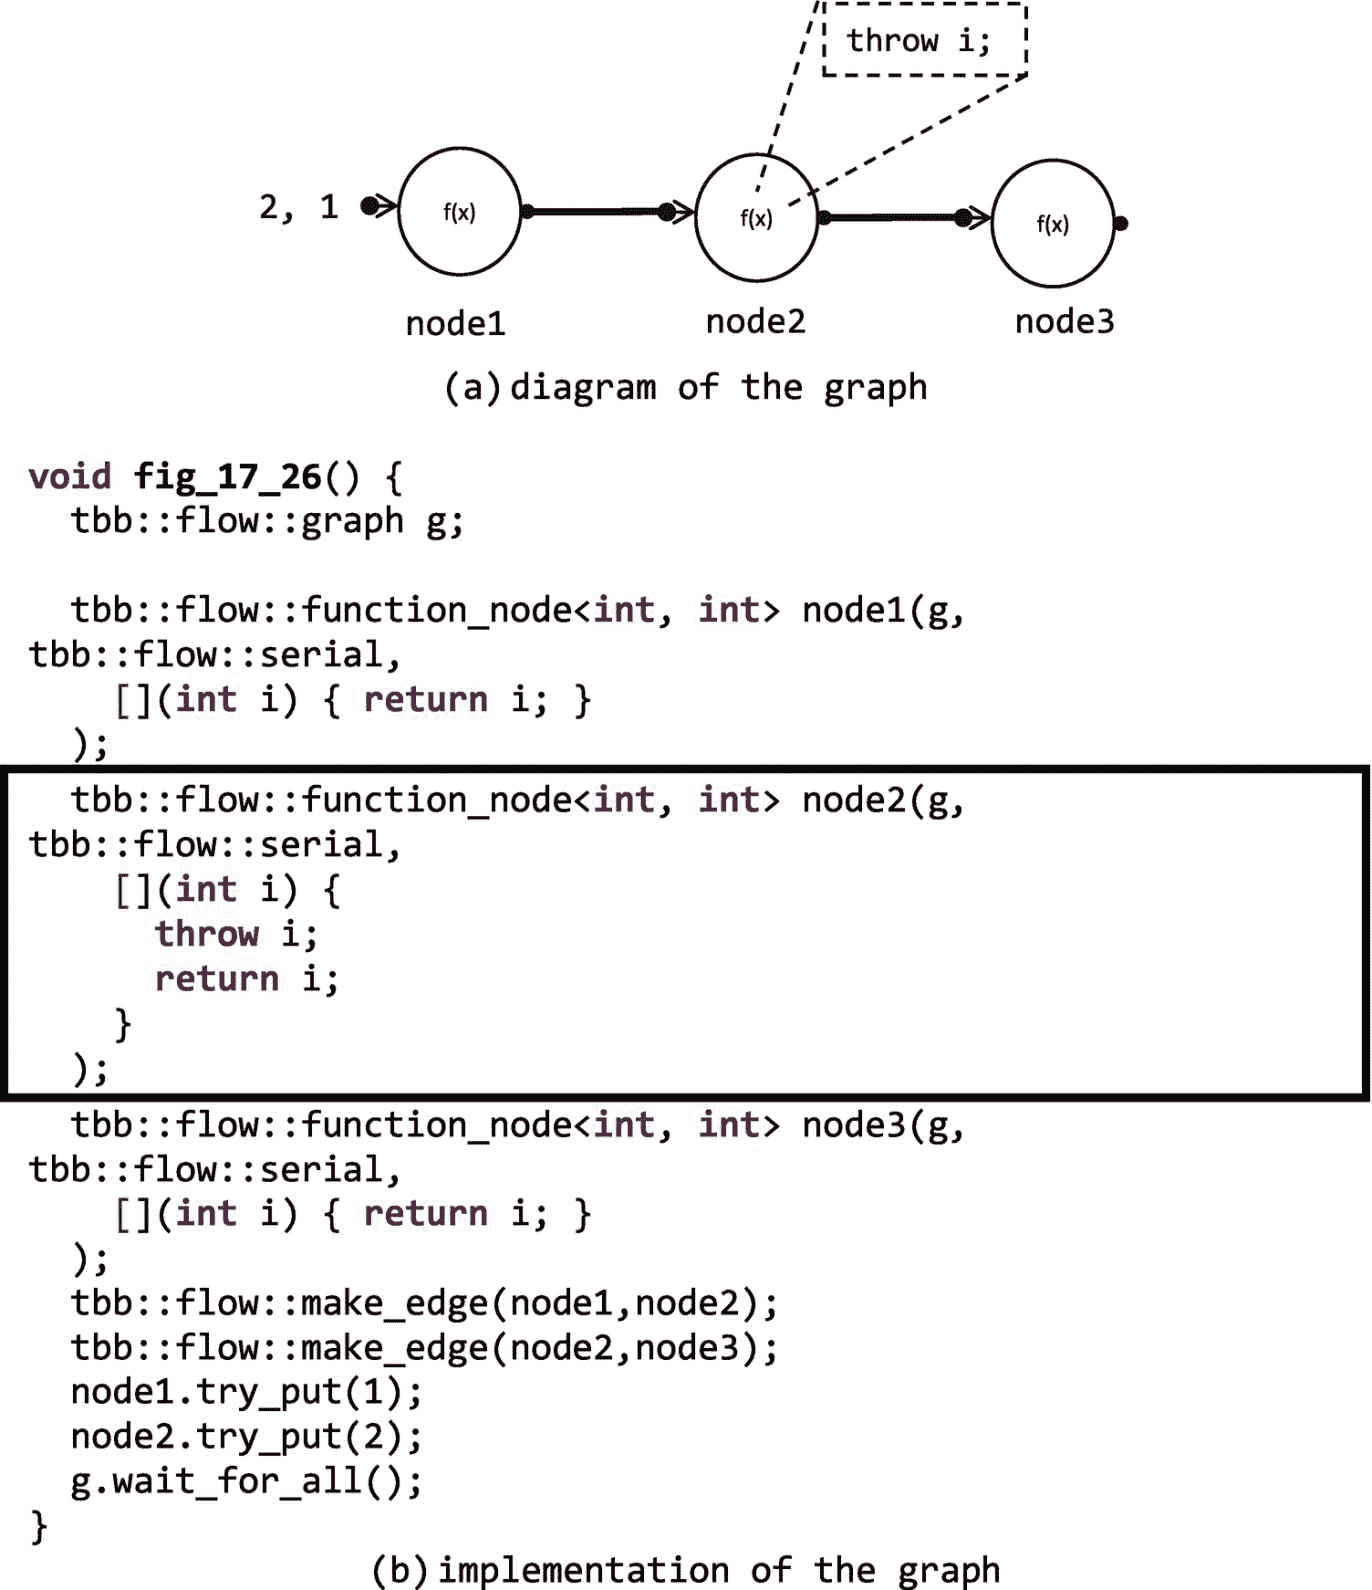 throw i;
2, 1
f(x) f(x) f(x)
node1 node2 node3
(a) diagram of the graph
void fig_17_26() {
  tbb::flow::graph g;

  tbb::flow::function_node<int, int> node1(g,
tbb::flow::serial,
    [](int i) { return i; }
  );
  tbb::flow::function_node<int, int> node2(g,
tbb::flow::serial,
    [](int i) {
      throw i;
      return i;
    }
  );
  tbb::flow::function_node<int, int> node3(g,
tbb::flow::serial,
    [](int i) { return i; }
  );
  tbb::flow::make_edge(node1,node2);
  tbb::flow::make_edge(node2,node3);
  node1.try_put(1);
  node2.try_put(2);
  g.wait_for_all();
}
(b) implementation of the graph